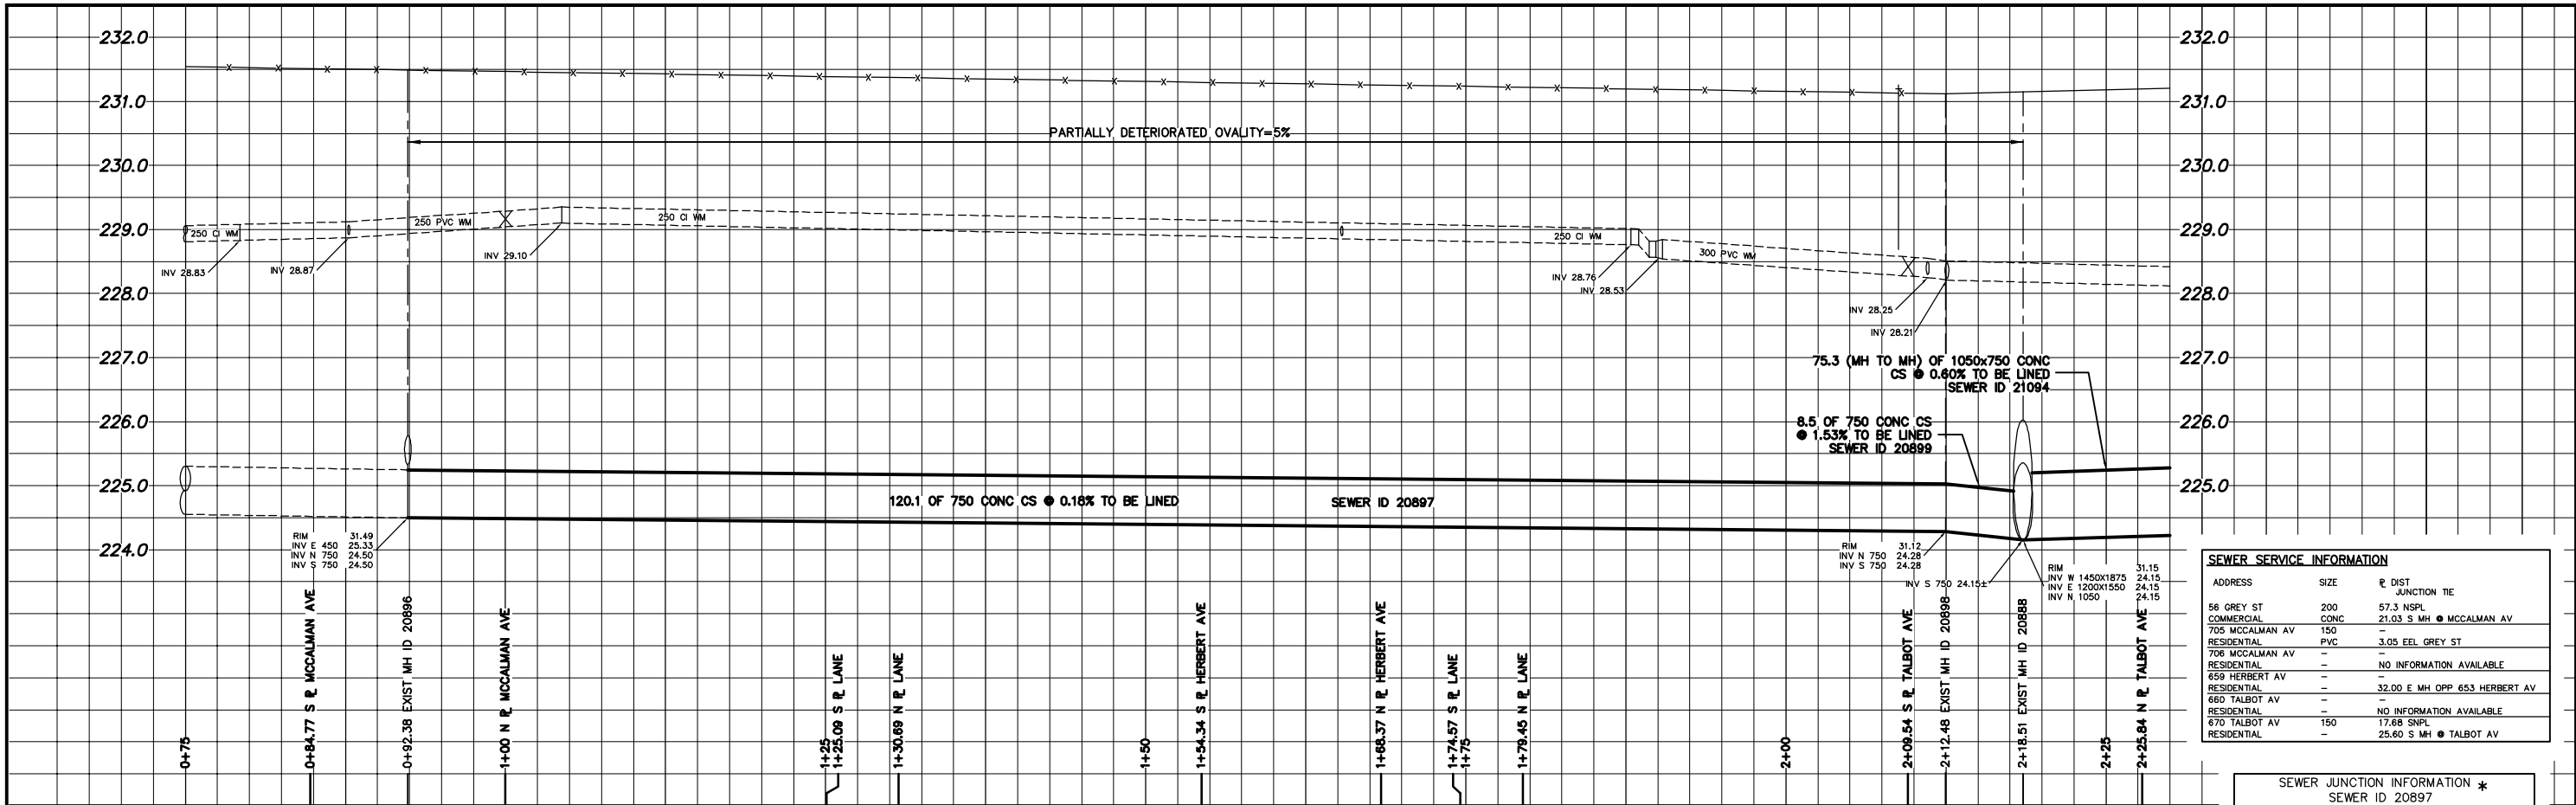 232.0
232.0
231.0
231.0
PARTIALLY DETERIORATED OVALITY=5%
230.0
230.0
250 PVC WM
250 CI WM
229.0
250 CI WM
250 CI WM
229.0
INV 28.83
INV 28.87
INV 29.10
300 PVC WM
INV 28.76
INV 28.53
228.0
228.0
INV 28.25
INV 28.21
227.0
227.0
75.3 (MH TO MH) OF 1050x750 CONC
CS @ 0.60% TO BE LINED
SEWER ID 21094
226.0
226.0
8.5 OF 750 CONC CS
@ 1.53% TO BE LINED
SEWER ID 20899
225.0
225.0
120.1 OF 750 CONC CS @ 0.18% TO BE LINED
SEWER ID 20897
224.0
RIM 31.49
INV E 450 25.33
INV N 750 24.50
INV S 750 24.50
RIM 31.12
INV N 750 24.28
INV S 750 24.28
INV S 750 24.15±
RIM 31.15
INV W 1450X1875 24.15
INV E 1200X1550 24.15
INV N 1050 24.15
0+75
0+84.77 S PL MCCALMAN AVE
0+92.38 EXIST MH ID 20896
1+00 N PL MCCALMAN AVE
1+25
1+25.09 S PL LANE
1+30.69 N PL LANE
1+50
1+54.34 S PL HERBERT AVE
1+68.37 N PL HERBERT AVE
1+74.57 S PL LANE
1+75
1+79.45 N PL LANE
2+00
2+09.54 S PL TALBOT AVE
2+12.48 EXIST MH ID 20898
2+18.51 EXIST MH ID 20888
2+25
2+25.84 N PL TALBOT AVE
SEWER SERVICE INFORMATION
ADDRESS SIZE PL DIST
JUNCTION TIE
56 GREY ST 200 57.3 NSPL
COMMERCIAL CONC 21.03 S MH @ MCCALMAN AV
705 MCCALMAN AV 150 -
RESIDENTIAL PVC 3.05 EEL GREY ST
706 MCCALMAN AV - -
RESIDENTIAL - NO INFORMATION AVAILABLE
659 HERBERT AV - -
RESIDENTIAL - 32.00 E MH OPP 653 HERBERT AV
660 TALBOT AV - -
RESIDENTIAL - NO INFORMATION AVAILABLE
670 TALBOT AV 150 17.68 SNPL
RESIDENTIAL - 25.60 S MH @ TALBOT AV
SEWER JUNCTION INFORMATION *
SEWER ID 20897